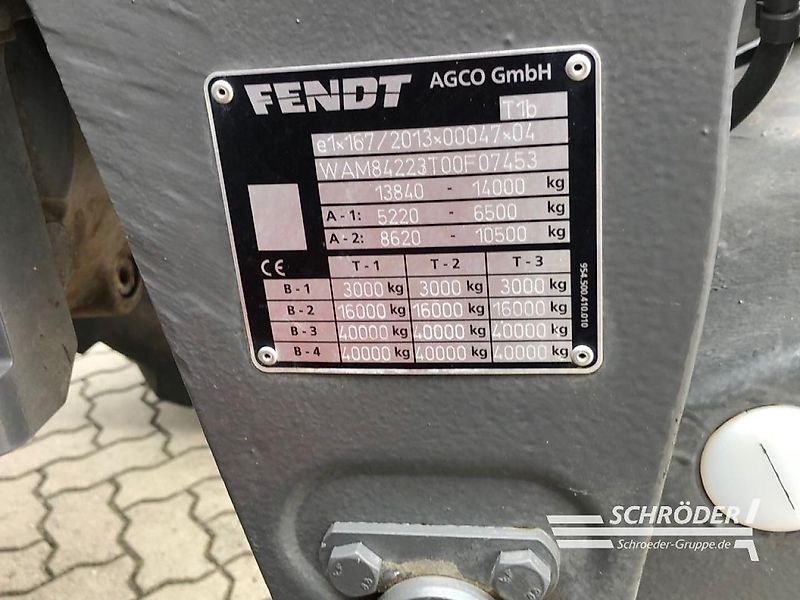 FENDT AGCO GmbH
T1b
e1*167/2013*00047*04
WAM84223T00F07453
13840 - 14000 kg
A-1: 5220 - 6500 kg
A-2: 8620 - 10500 kg
CE T-1 T-2 T-3
B-1 3000 kg 3000 kg 3000 kg
B-2 16000 kg 16000 kg 16000 kg
B-3 40000 kg 40000 kg 40000 kg
B-4 40000 kg 40000 kg 40000 kg
954.500.410.010
8.8
SCHRÖDER
Schroeder-Gruppe.de